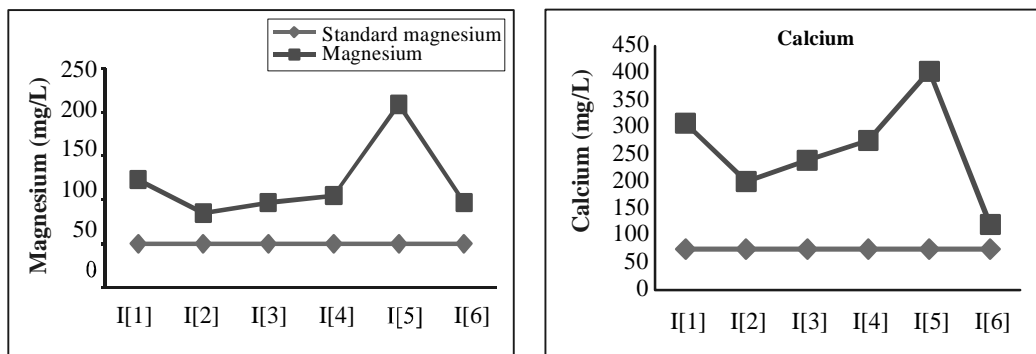 Standard magnesium
Magnesium
Magnesium (mg/L)
250
200
150
100
50
0
I[1] I[2] I[3] I[4] I[5] I[6]
Calcium
Calcium (mg/L)
450
400
350
300
250
200
150
100
50
0
I[1] I[2] I[3] I[4] I[5] I[6]